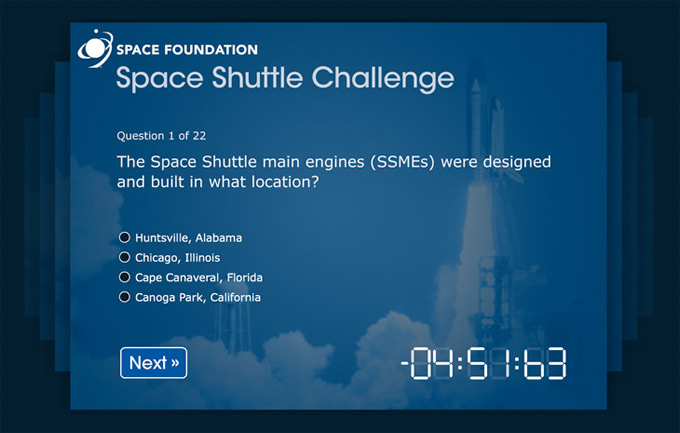 SPACE FOUNDATION
Space Shuttle Challenge
Question 1 of 22
The Space Shuttle main engines (SSMEs) were designed
and built in what location?
Huntsville, Alabama
Chicago, Illinois
Cape Canaveral, Florida
Canoga Park, California
Next »
-04:51:63